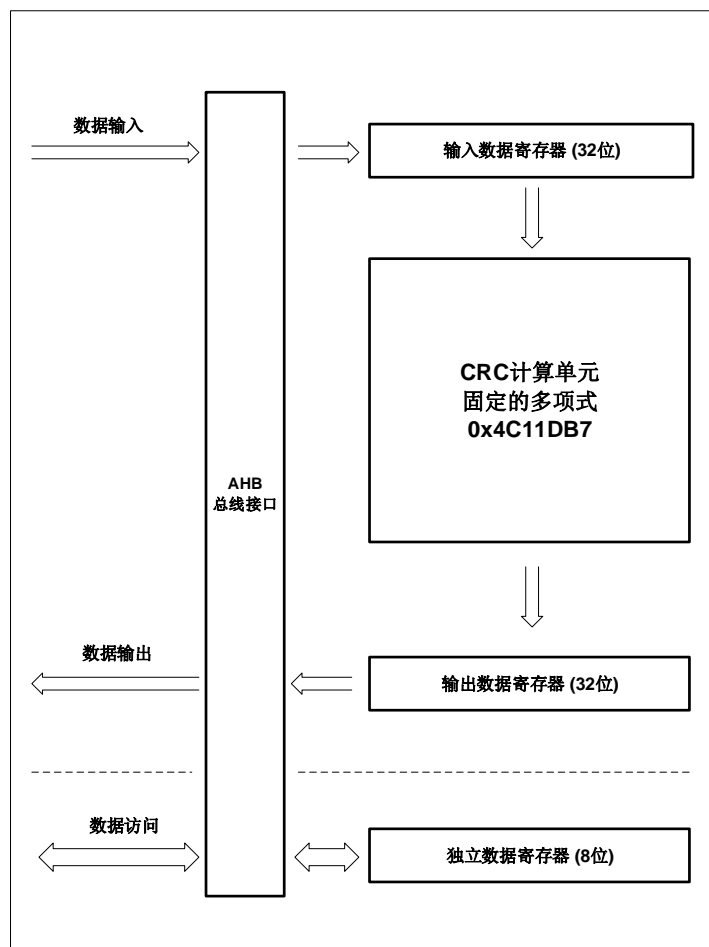 数据输入
输入数据寄存器 (32位)
CRC计算单元
固定的多项式
0x4C11DB7
AHB
总线接口
数据输出
输出数据寄存器 (32位)
数据访问
独立数据寄存器 (8位)